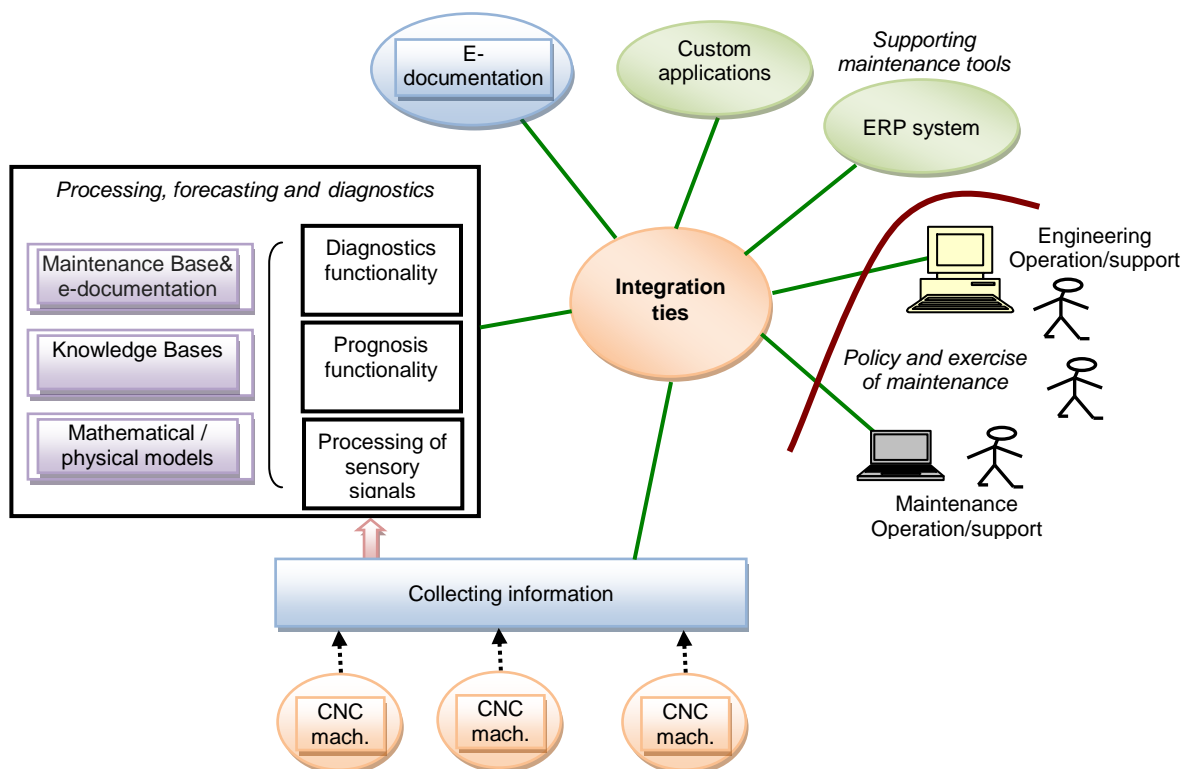 E-
documentation
Custom
applications
Supporting
maintenance tools
ERP system
Processing, forecasting and diagnostics
Maintenance Base&
e-documentation
Knowledge Bases
Mathematical /
physical models
Diagnostics
functionality
Prognosis
functionality
Processing of
sensory
signals
Integration
ties
Engineering
Operation/support
Policy and exercise
of maintenance
Maintenance
Operation/support
Collecting information
CNC
mach.
CNC
mach.
CNC
mach.